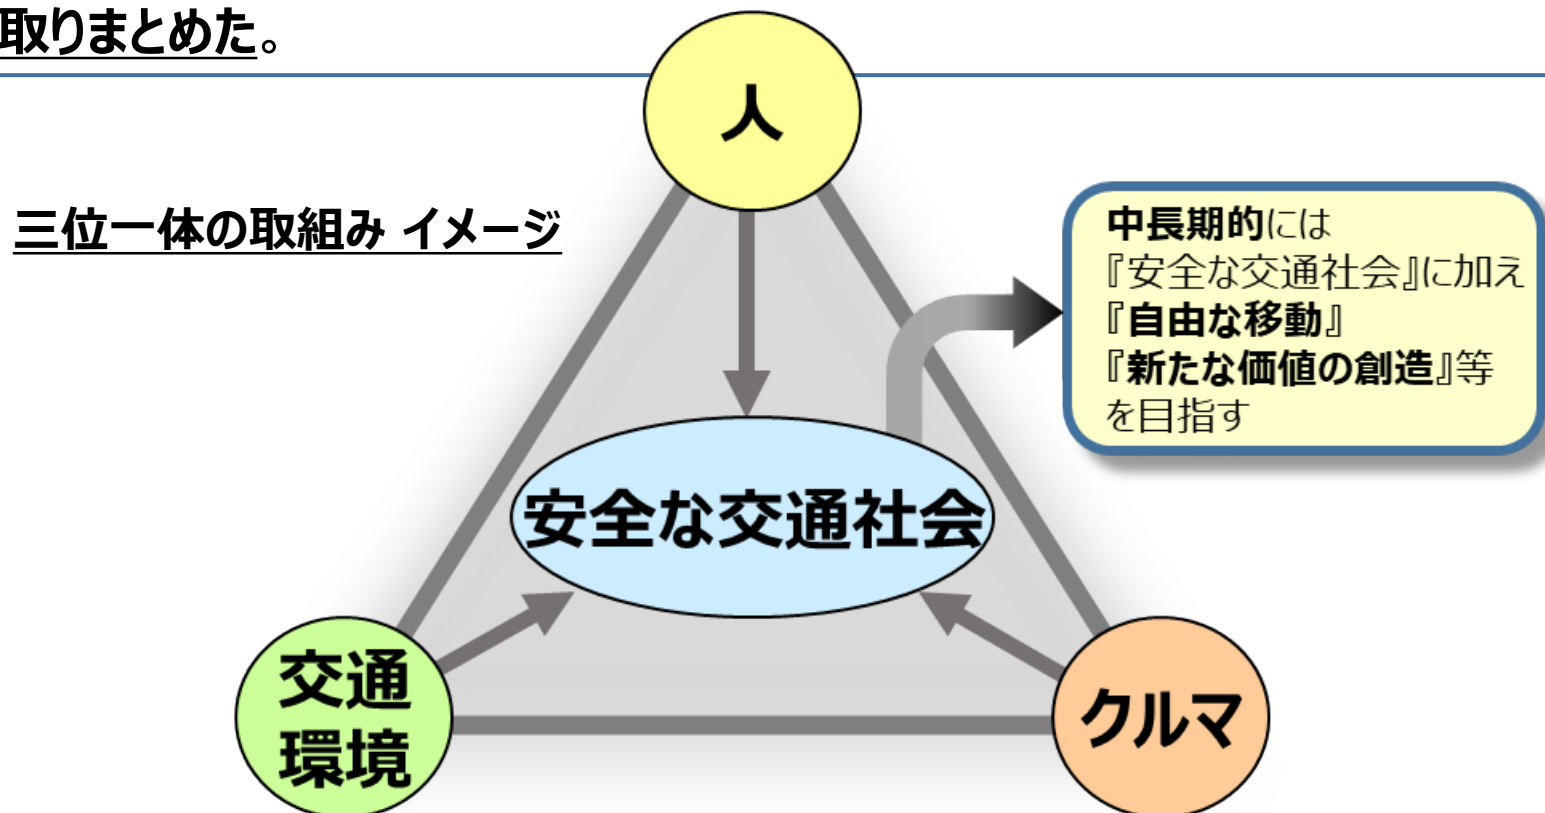 取りまとめた。
人
三位一体の取組み イメージ
中長期的には
『安全な交通社会』に加え
『自由な移動』
『新たな価値の創造』等
を目指す
安全な交通社会
交通
環境
クルマ